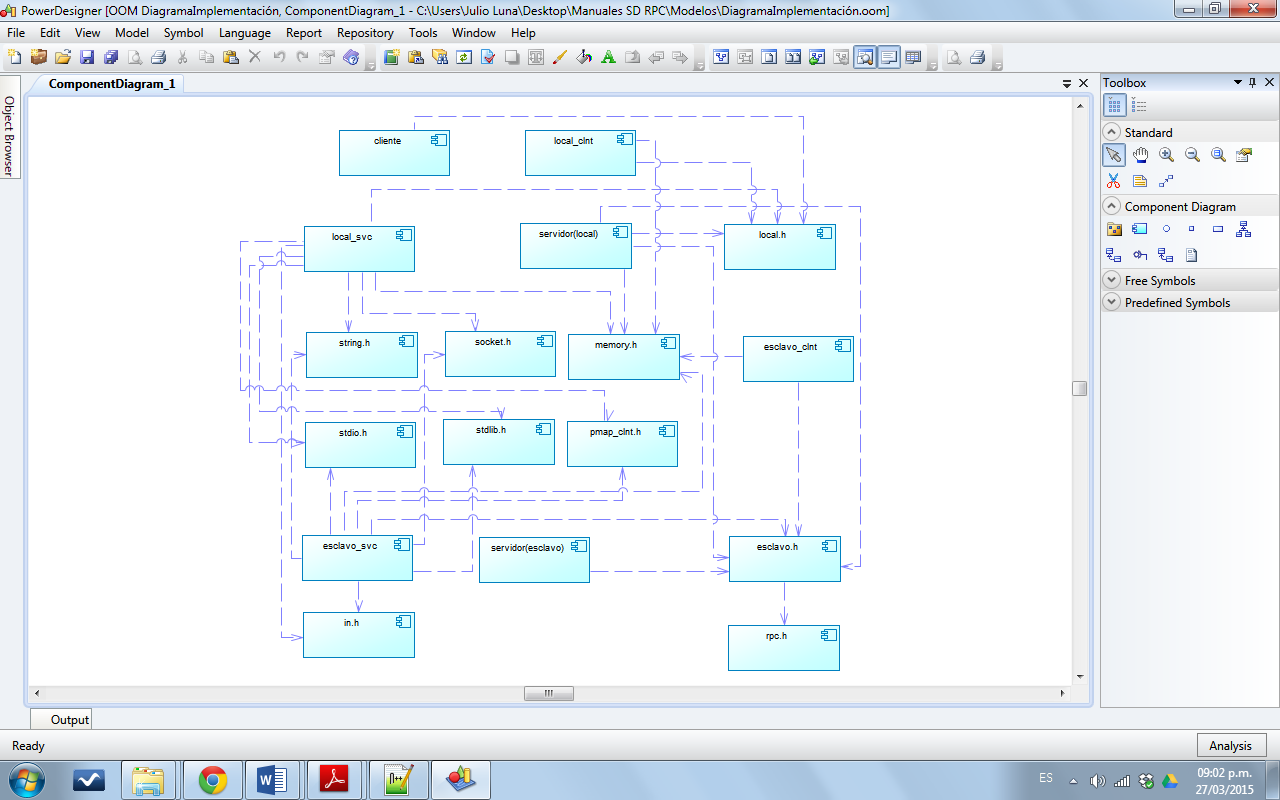 PowerDesigner [OOM DiagramaImplementación, ComponentDiagram_1 - C:\Users\Julio Luna\Desktop\Manuales SD RPC\Modelos\DiagramaImplementación.oom]
File Edit View Model Symbol Language Report Repository Tools Window Help
ComponentDiagram_1
Toolbox
Object Browser
Standard
Component Diagram
Free Symbols
Predefined Symbols
cliente
local_clnt
local_svc
servidor(local)
local.h
string.h
socket.h
memory.h
esclavo_clnt
stdio.h
stdlib.h
pmap_clnt.h
esclavo_svc
servidor(esclavo)
esclavo.h
in.h
rpc.h
Output
Ready
Analysis
ES
09:02 p.m.
27/03/2015